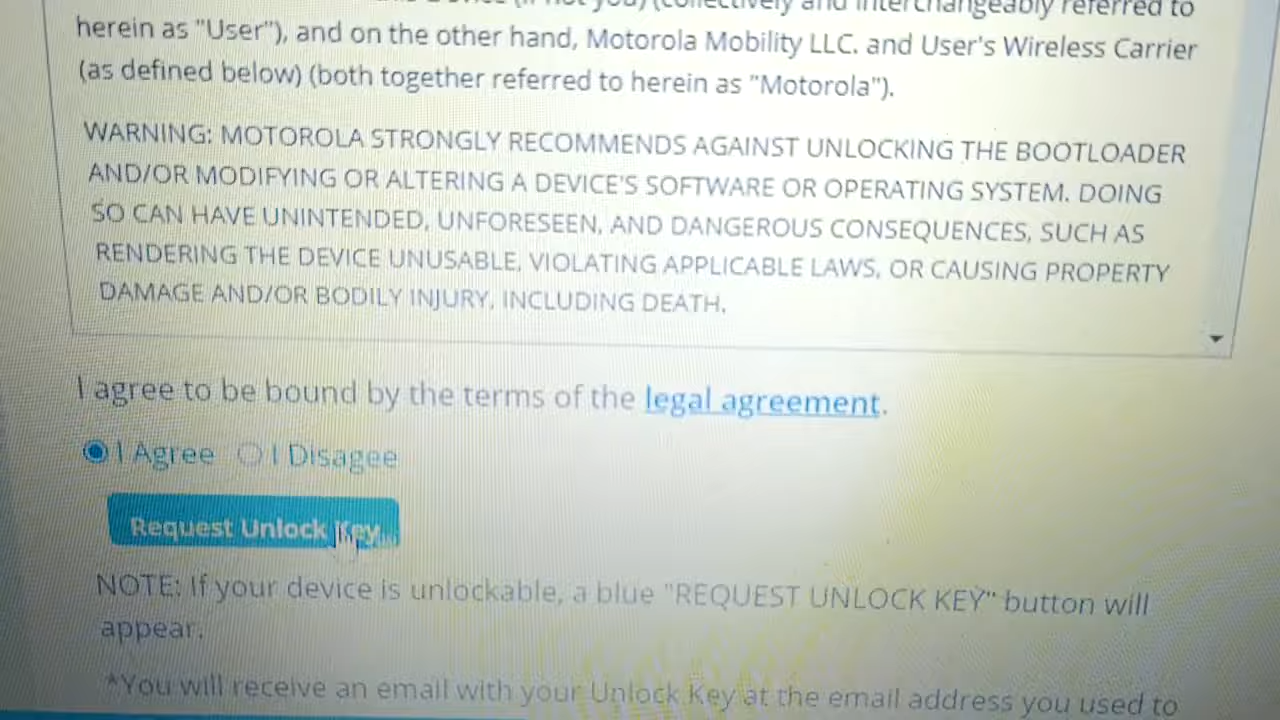 (collectively and interchangeably referred to
herein as "User"), and on the other hand, Motorola Mobility LLC. and User's Wireless Carrier
(as defined below) (both together referred to herein as "Motorola").
WARNING: MOTOROLA STRONGLY RECOMMENDS AGAINST UNLOCKING THE BOOTLOADER
AND/OR MODIFYING OR ALTERING A DEVICE'S SOFTWARE OR OPERATING SYSTEM. DOING
SO CAN HAVE UNINTENDED, UNFORESEEN, AND DANGEROUS CONSEQUENCES, SUCH AS
RENDERING THE DEVICE UNUSABLE, VIOLATING APPLICABLE LAWS, OR CAUSING PROPERTY
DAMAGE AND/OR BODILY INJURY, INCLUDING DEATH.
I agree to be bound by the terms of the legal agreement.
I Agree I Disagee
Request Unlock Key
NOTE: If your device is unlockable, a blue "REQUEST UNLOCK KEY" button will
appear.
*You will receive an email with your Unlock Key at the email address you used to